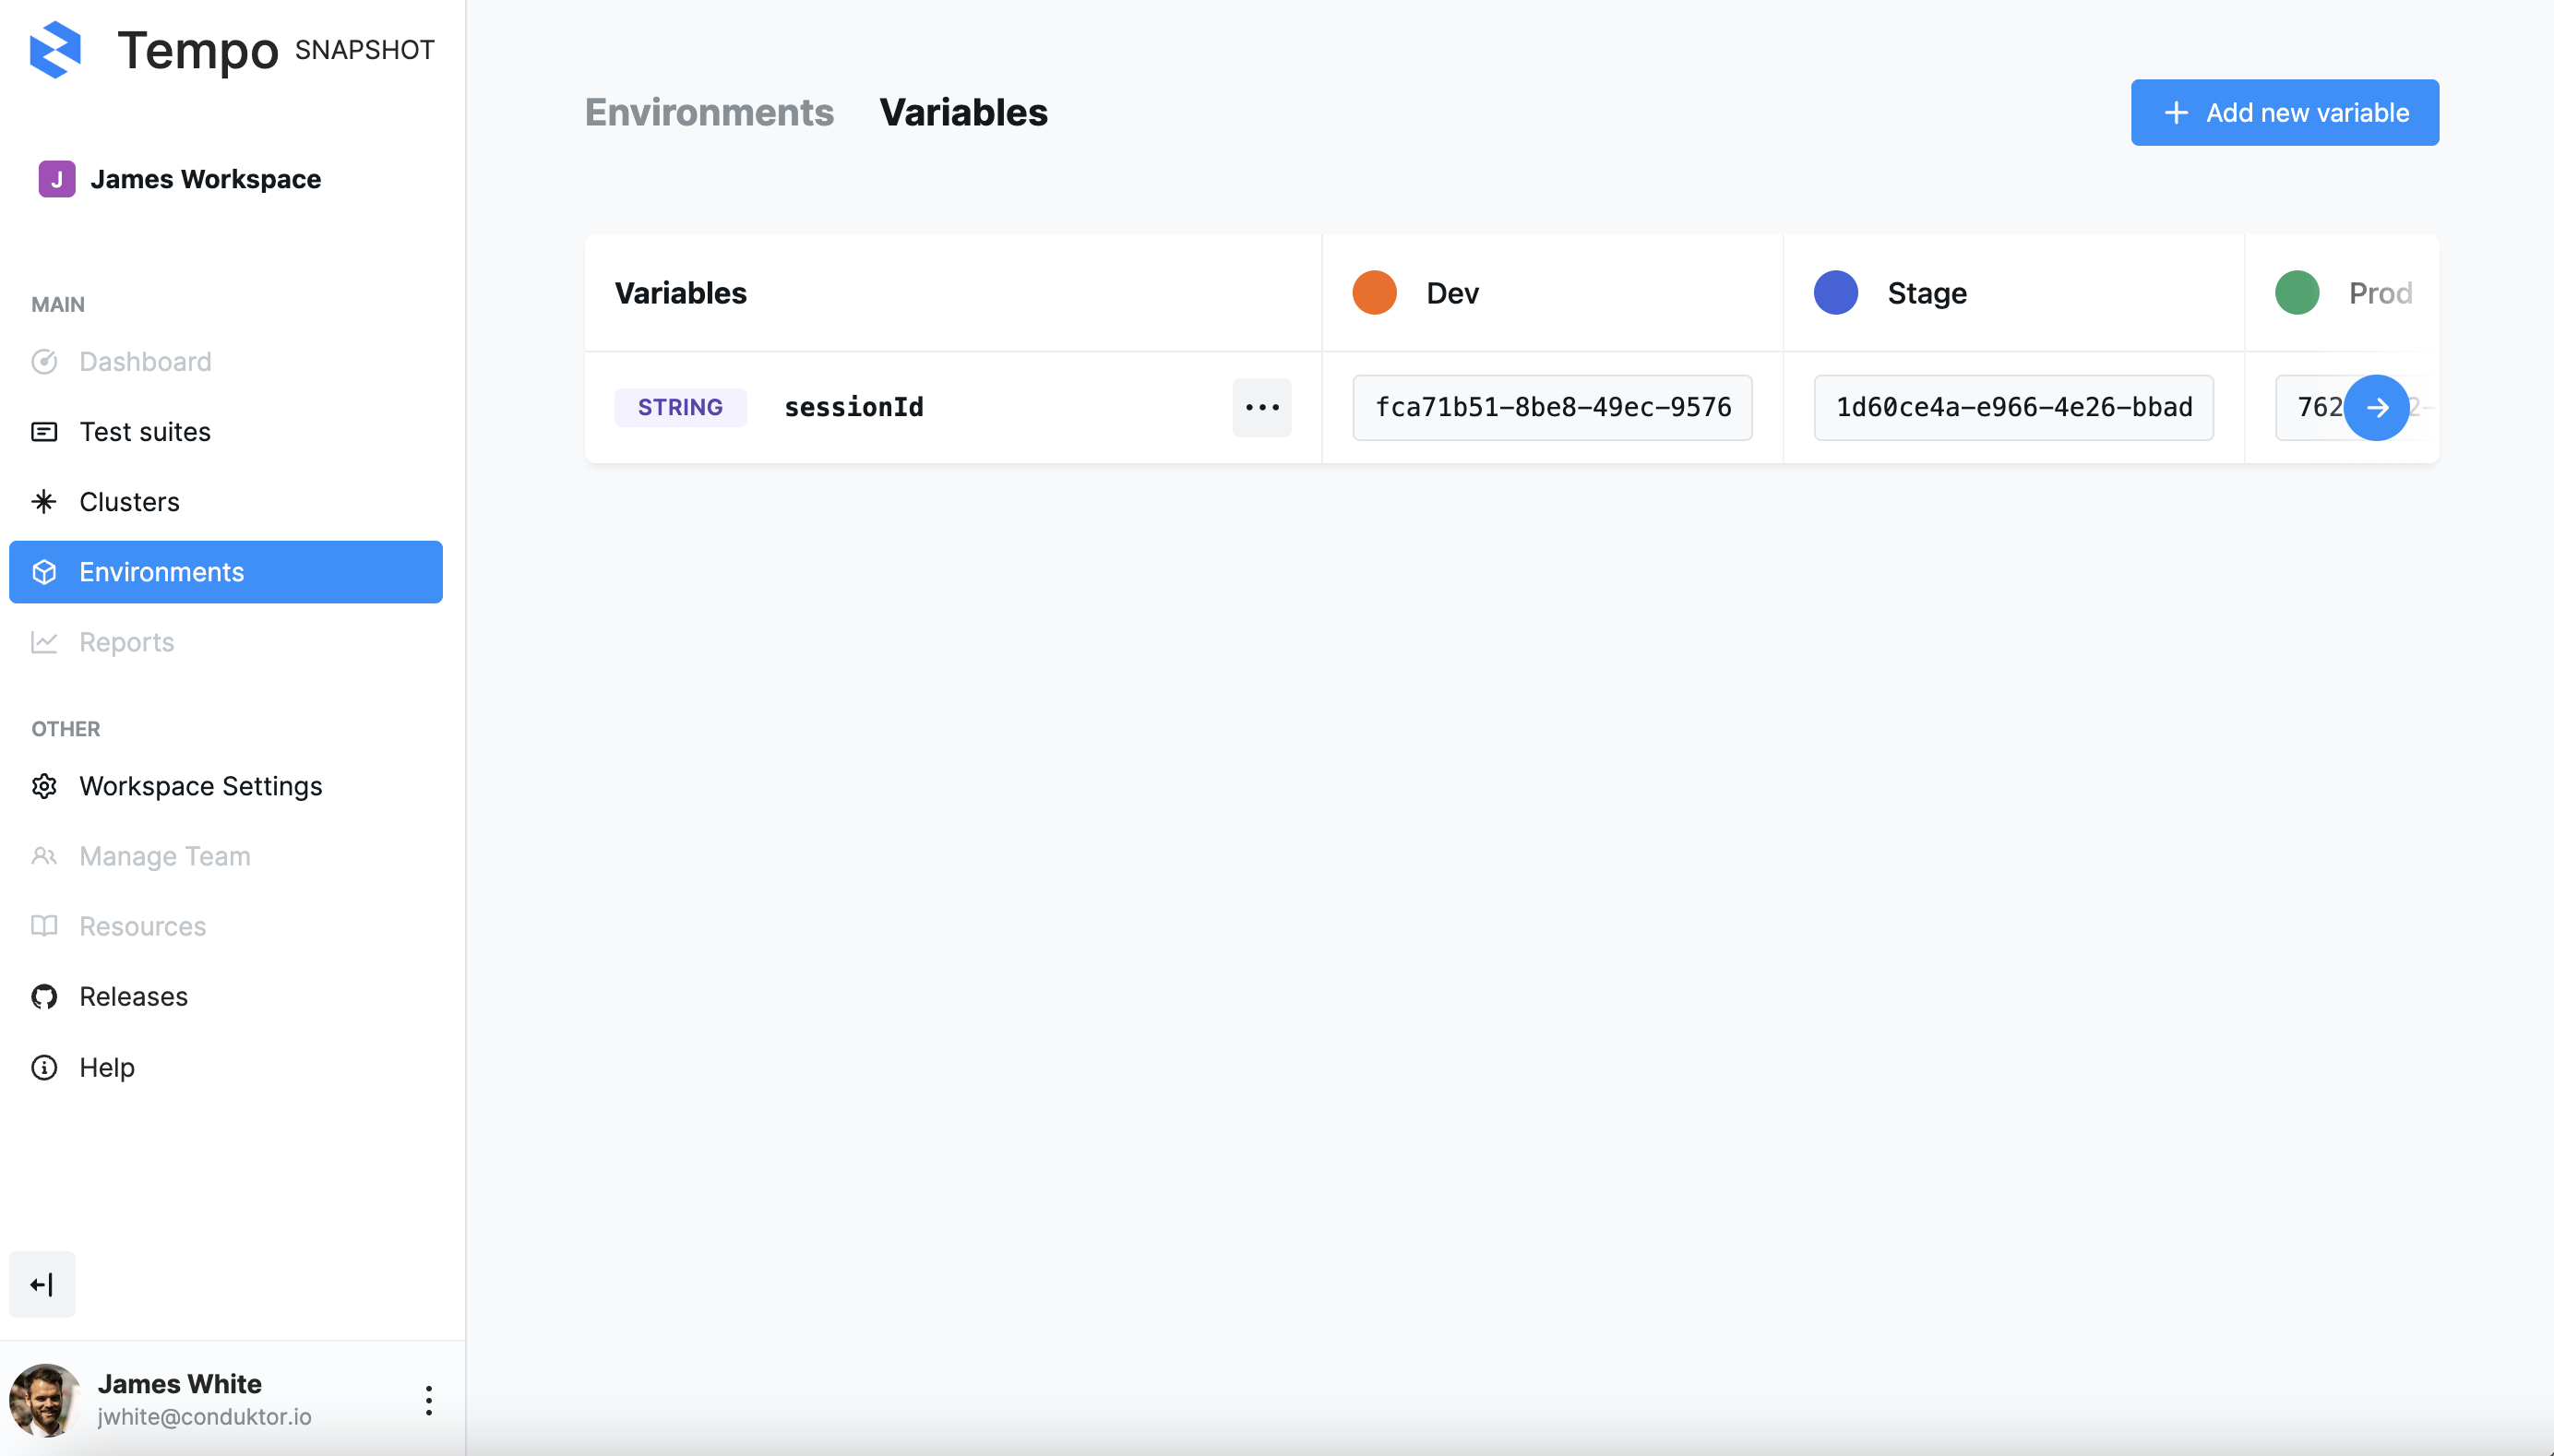 Tempo SNAPSHOT
J James Workspace
MAIN
Dashboard
Test suites
Clusters
Environments
Reports
OTHER
Workspace Settings
Manage Team
Resources
Releases
Help
James White
jwhite@conduktor.io
Environments Variables
Add new variable
Variables Dev Stage Prod
STRING sessionId fca71b51-8be8-49ec-9576 1d60ce4a-e966-4e26-bbad 762